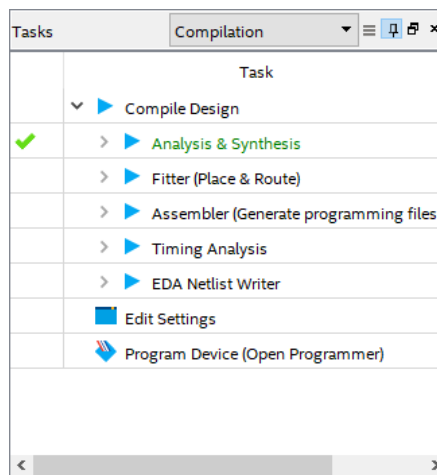 Tasks Compilation
Task
Compile Design
Analysis & Synthesis
Fitter (Place & Route)
Assembler (Generate programming files
Timing Analysis
EDA Netlist Writer
Edit Settings
Program Device (Open Programmer)